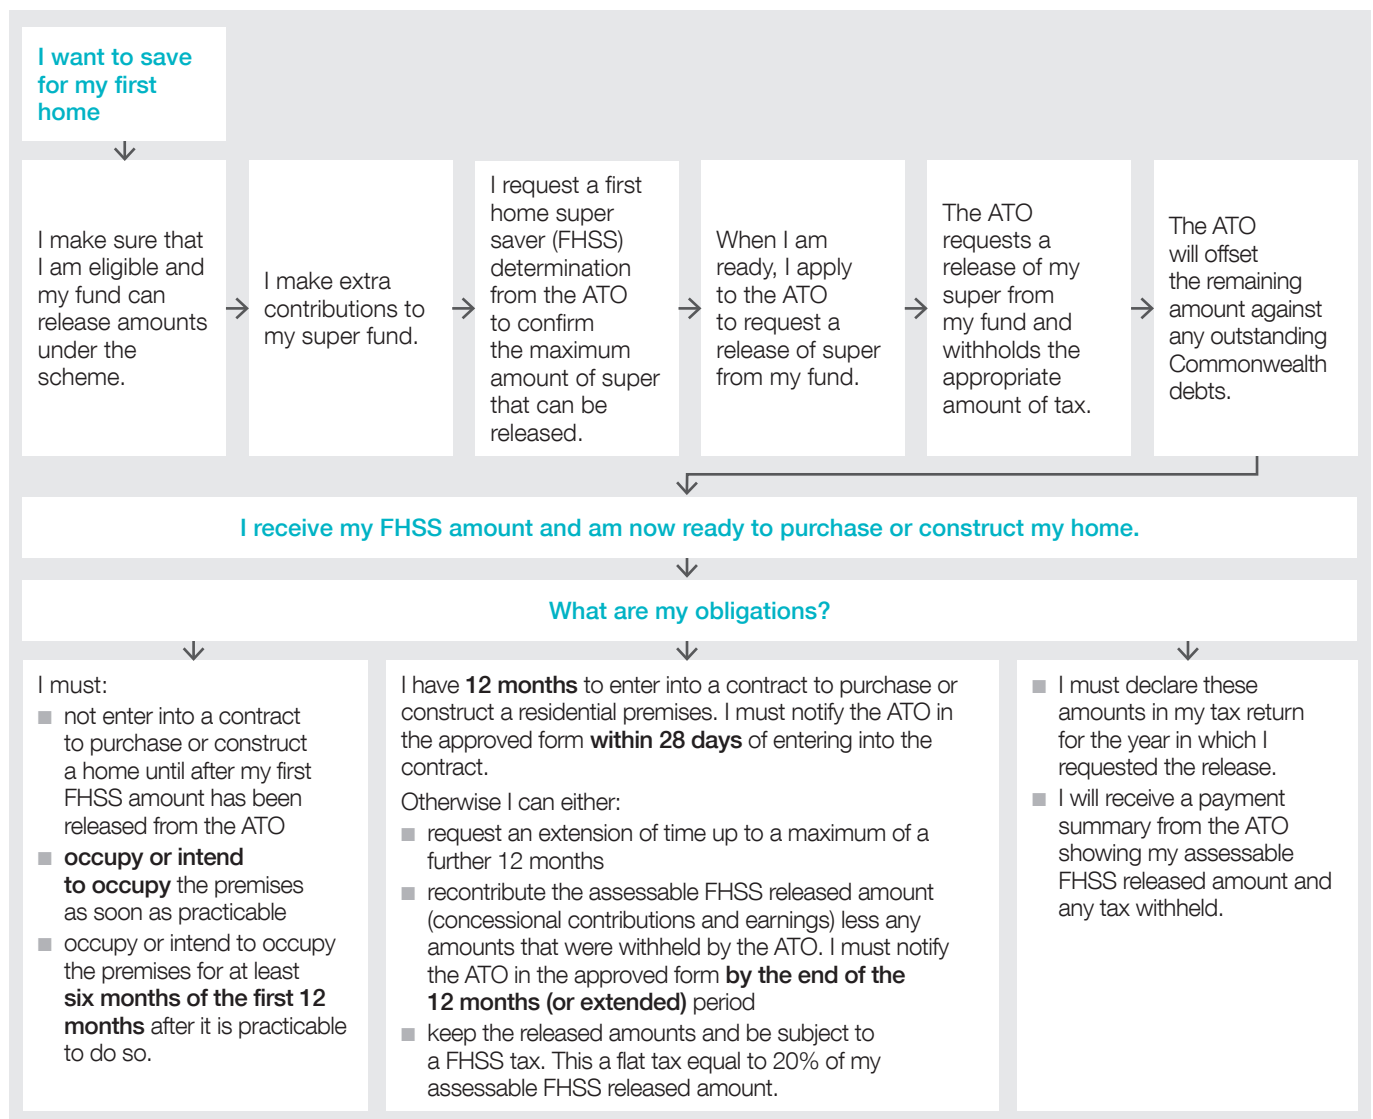 I want to save
for my first
home
I make sure that
I am eligible and
my fund can
release amounts
under the
scheme.
I make extra
contributions to
my super fund.
I request a first
home super
saver (FHSS)
determination
from the ATO
to confirm
the maximum
amount of super
that can be
released.
When I am
ready, I apply
to the ATO
to request a
release of super
from my fund.
The ATO
requests a
release of my
super from
my fund and
withholds the
appropriate
amount of tax.
The ATO
will offset
the remaining
amount against
any outstanding
Commonwealth
debts.
I receive my FHSS amount and am now ready to purchase or construct my home.
What are my obligations?
I must:
■ not enter into a contract
to purchase or construct
a home until after my first
FHSS amount has been
released from the ATO
■ occupy or intend
to occupy the premises
as soon as practicable
■ occupy or intend to occupy
the premises for at least
six months of the first 12
months after it is practicable
to do so.
I have 12 months to enter into a contract to purchase or
construct a residential premises. I must notify the ATO in
the approved form within 28 days of entering into the
contract.
Otherwise I can either:
■ request an extension of time up to a maximum of a
further 12 months
■ recontribute the assessable FHSS released amount
(concessional contributions and earnings) less any
amounts that were withheld by the ATO. I must notify
the ATO in the approved form by the end of the
12 months (or extended) period
■ keep the released amounts and be subject to
a FHSS tax. This a flat tax equal to 20% of my
assessable FHSS released amount.
■ I must declare these
amounts in my tax return
for the year in which I
requested the release.
■ I will receive a payment
summary from the ATO
showing my assessable
FHSS released amount and
any tax withheld.